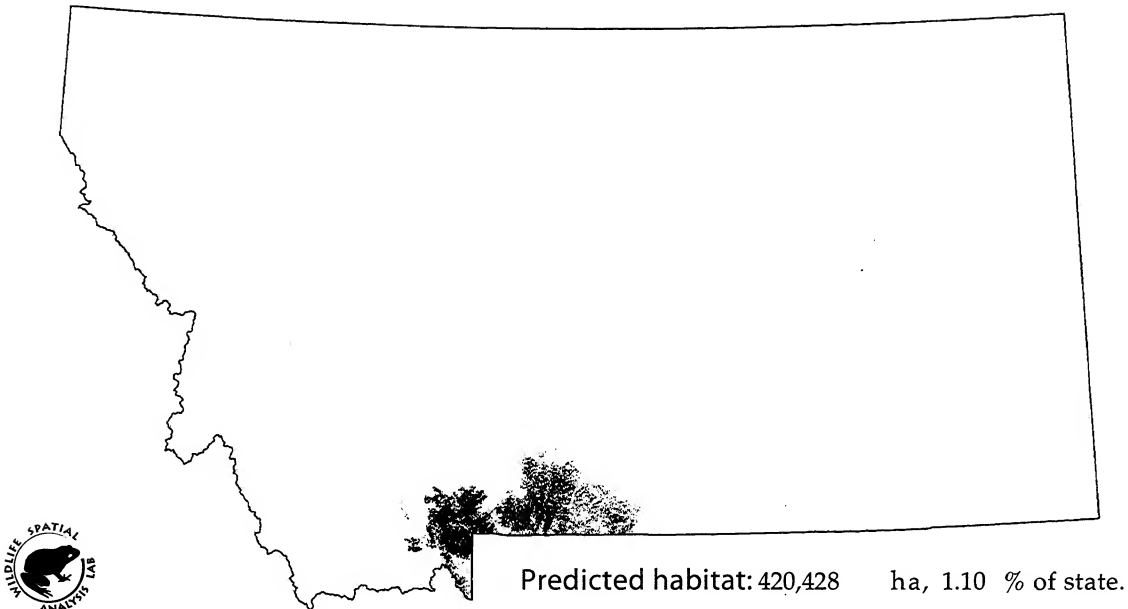 WILDLIFE SPATIAL ANALYSIS LAB
Predicted habitat: 420,428 ha, 1.10 % of state.